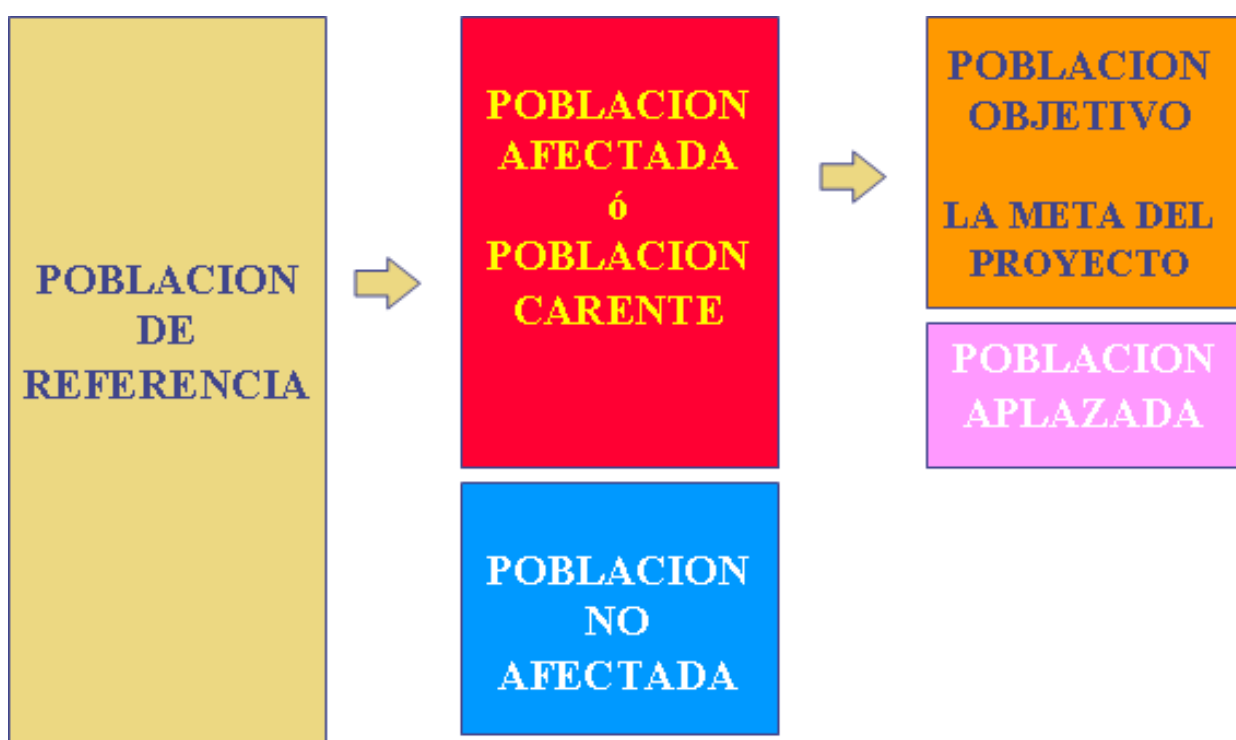 POBLACION
DE
REFERENCIA
POBLACION
AFECTADA
ó
POBLACION
CARENTE
POBLACION
NO
AFECTADA
POBLACION
OBJETIVO
LA META DEL
PROYECTO
POBLACION
APLAZADA